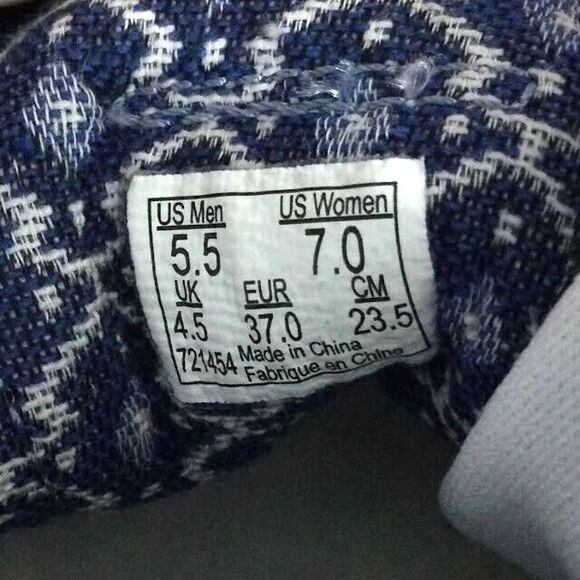 US Men US Women
5.5 7.0
UK EUR CM
4.5 37.0 23.5
721454 Made in China
Fabrique en Chine